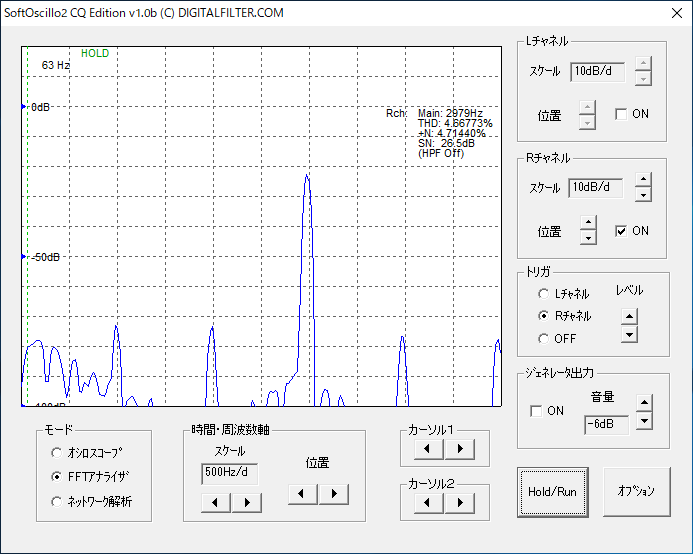 SoftOscillo2 CQ Edition v1.0b (C) DIGITALFILTER.COM
HOLD
63 Hz
0dB
Rch: Main: 2979Hz
THD: 4.66773%
+N: 4.71440%
SN: 26.5dB
(HPF Off)
-50dB
-100dB
Lチャネル
スケール 10dB/d
位置 ON
Rチャネル
スケール 10dB/d
位置 ON
トリガ
Lチャネル レベル
Rチャネル
OFF
ジェネレータ出力
ON 音量
-6dB
モード
オシロスコープ
FFTアナライザ
ネットワーク解析
時間・周波数軸
スケール
500Hz/d
位置
カーソル1
カーソル2
Hold/Run
オプション